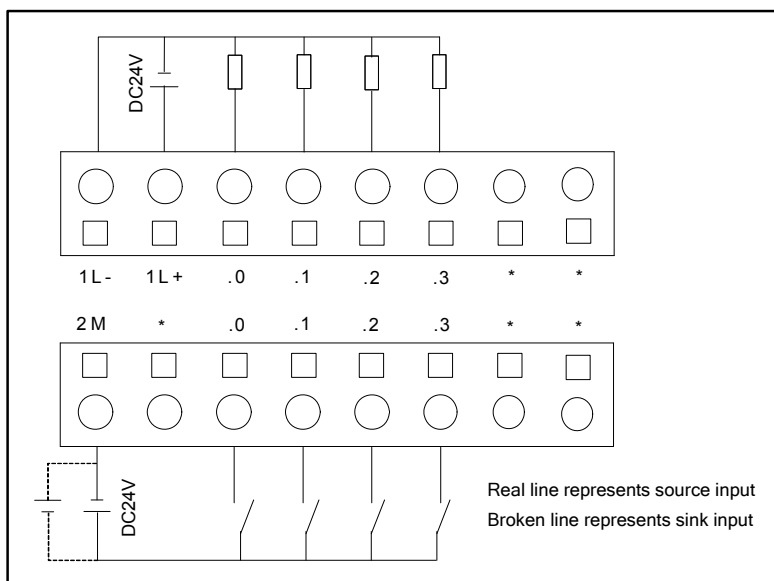 DC24V
1L- 1L+ .0 .1 .2 .3 * *
2M * .0 .1 .2 .3 * *
DC24V
Real line represents source input
Broken line represents sink input